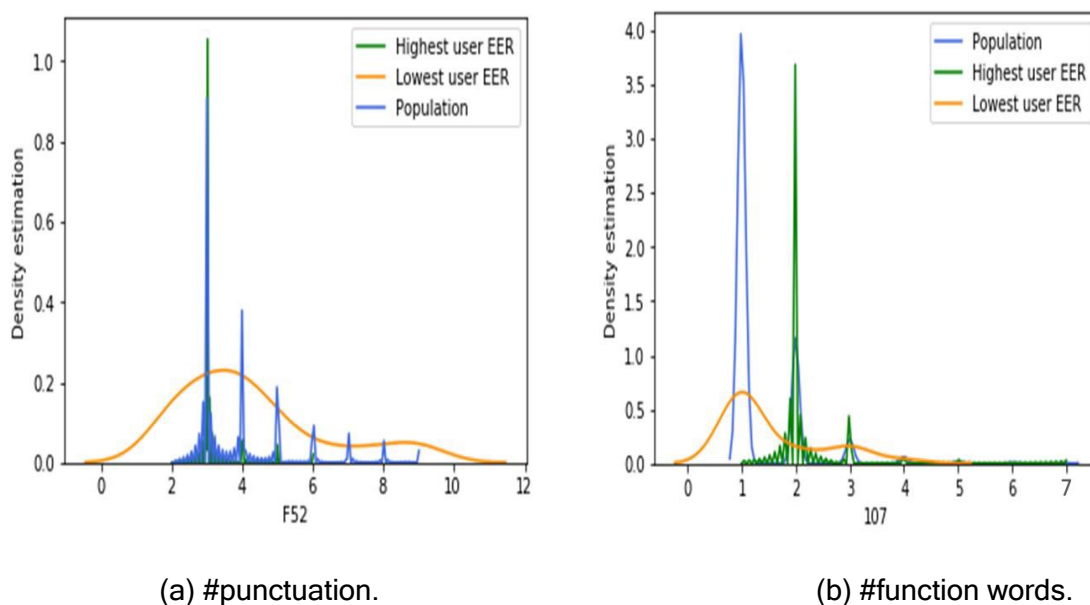 Highest user EER
Lowest user EER
Population
Density estimation
1.0
0.8
0.6
0.4
0.2
0.0
0 2 4 6 8 10 12
F52
(a) #punctuation.
Population
Highest user EER
Lowest user EER
Density estimation
4.0
3.5
3.0
2.5
2.0
1.5
1.0
0.5
0.0
0 1 2 3 4 5 6 7
107
(b) #function words.